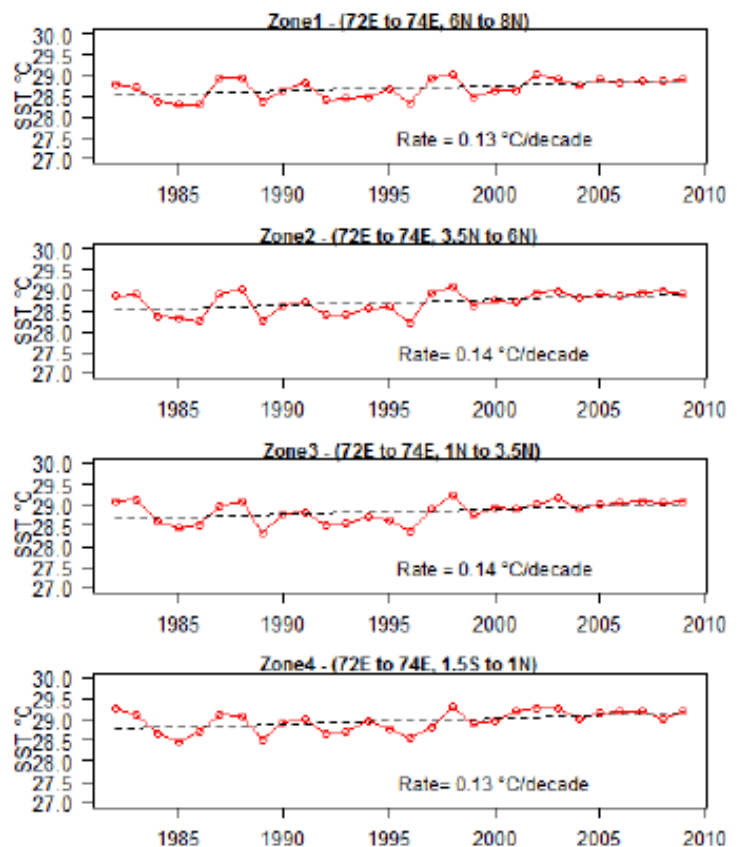 Zone1 - (72E to 74E, 6N to 8N)
SST °C
30.0
29.5
29.0
28.5
28.0
27.5
27.0
Rate = 0.13 °C/decade
1985 1990 1995 2000 2005 2010
Zone2 - (72E to 74E, 3.5N to 6N)
SST °C
30.0
29.5
29.0
28.5
28.0
27.5
27.0
Rate= 0.14 °C/decade
1985 1990 1995 2000 2005 2010
Zone3 - (72E to 74E, 1N to 3.5N)
SST °C
30.0
29.5
29.0
28.5
28.0
27.5
27.0
Rate = 0.14 °C/decade
1985 1990 1995 2000 2005 2010
Zone4 - (72E to 74E, 1.5S to 1N)
SST °C
30.0
29.5
29.0
28.5
28.0
27.5
27.0
Rate= 0.13 °C/decade
1985 1990 1995 2000 2005 2010